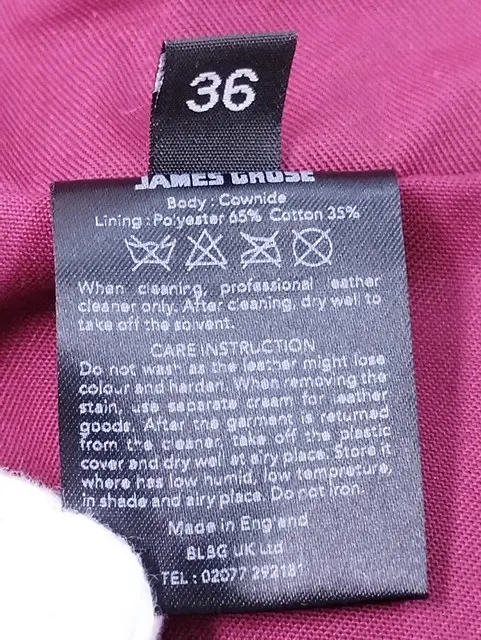 36
JAMES GROSE
Body : Cowhide
Lining : Polyester 65% Cotton 35%
When cleaning, professional leather
cleaner only. After cleaning, dry well to
take off the solvent.
CARE INSTRUCTION
Do not wash as the leather might lose
colour and harden. When removing the
stain, use separate cream for leather
goods. After the garment is returned
from the cleaner, take off the plastic
cover and dry well at airy place. Store it
where has low humid, low temprature,
in shade and airy place. Do not iron.
Made in England
BLBG UK Ltd
TEL : 02077 292181